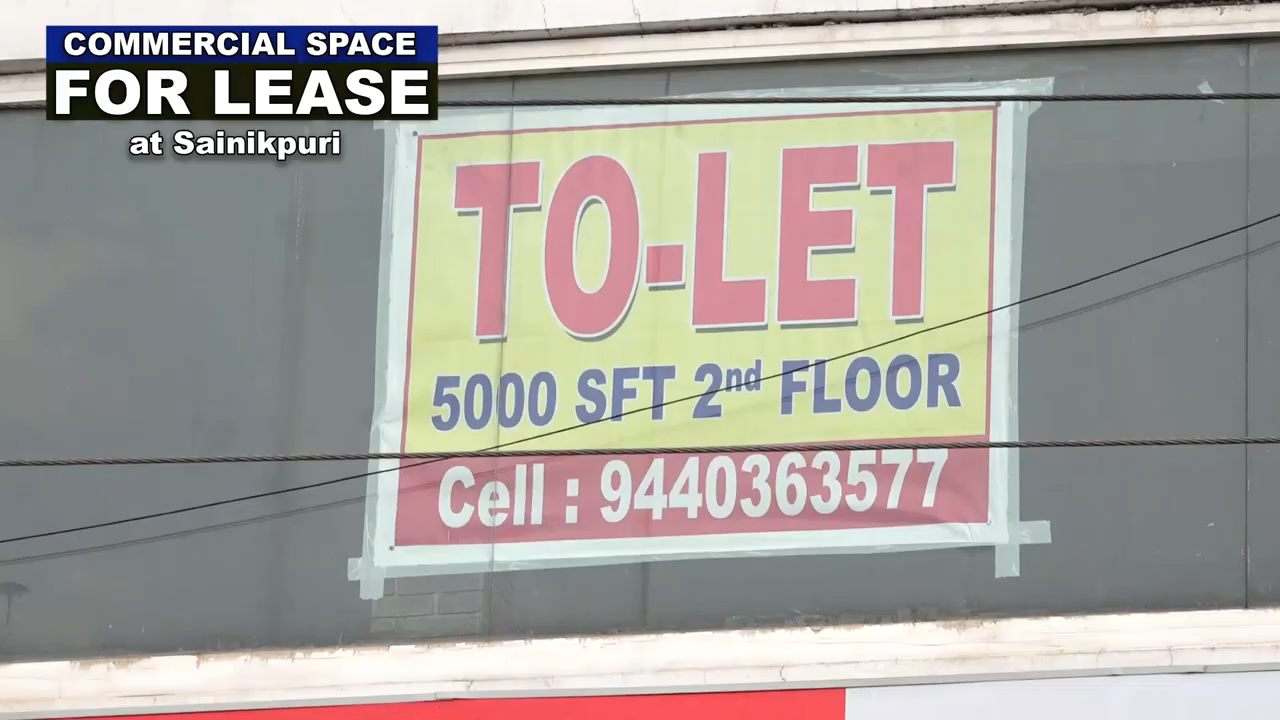 COMMERCIAL SPACE
FOR LEASE
at Sainikpuri
TO-LET
5000 SFT 2nd FLOOR
Cell : 9440363577